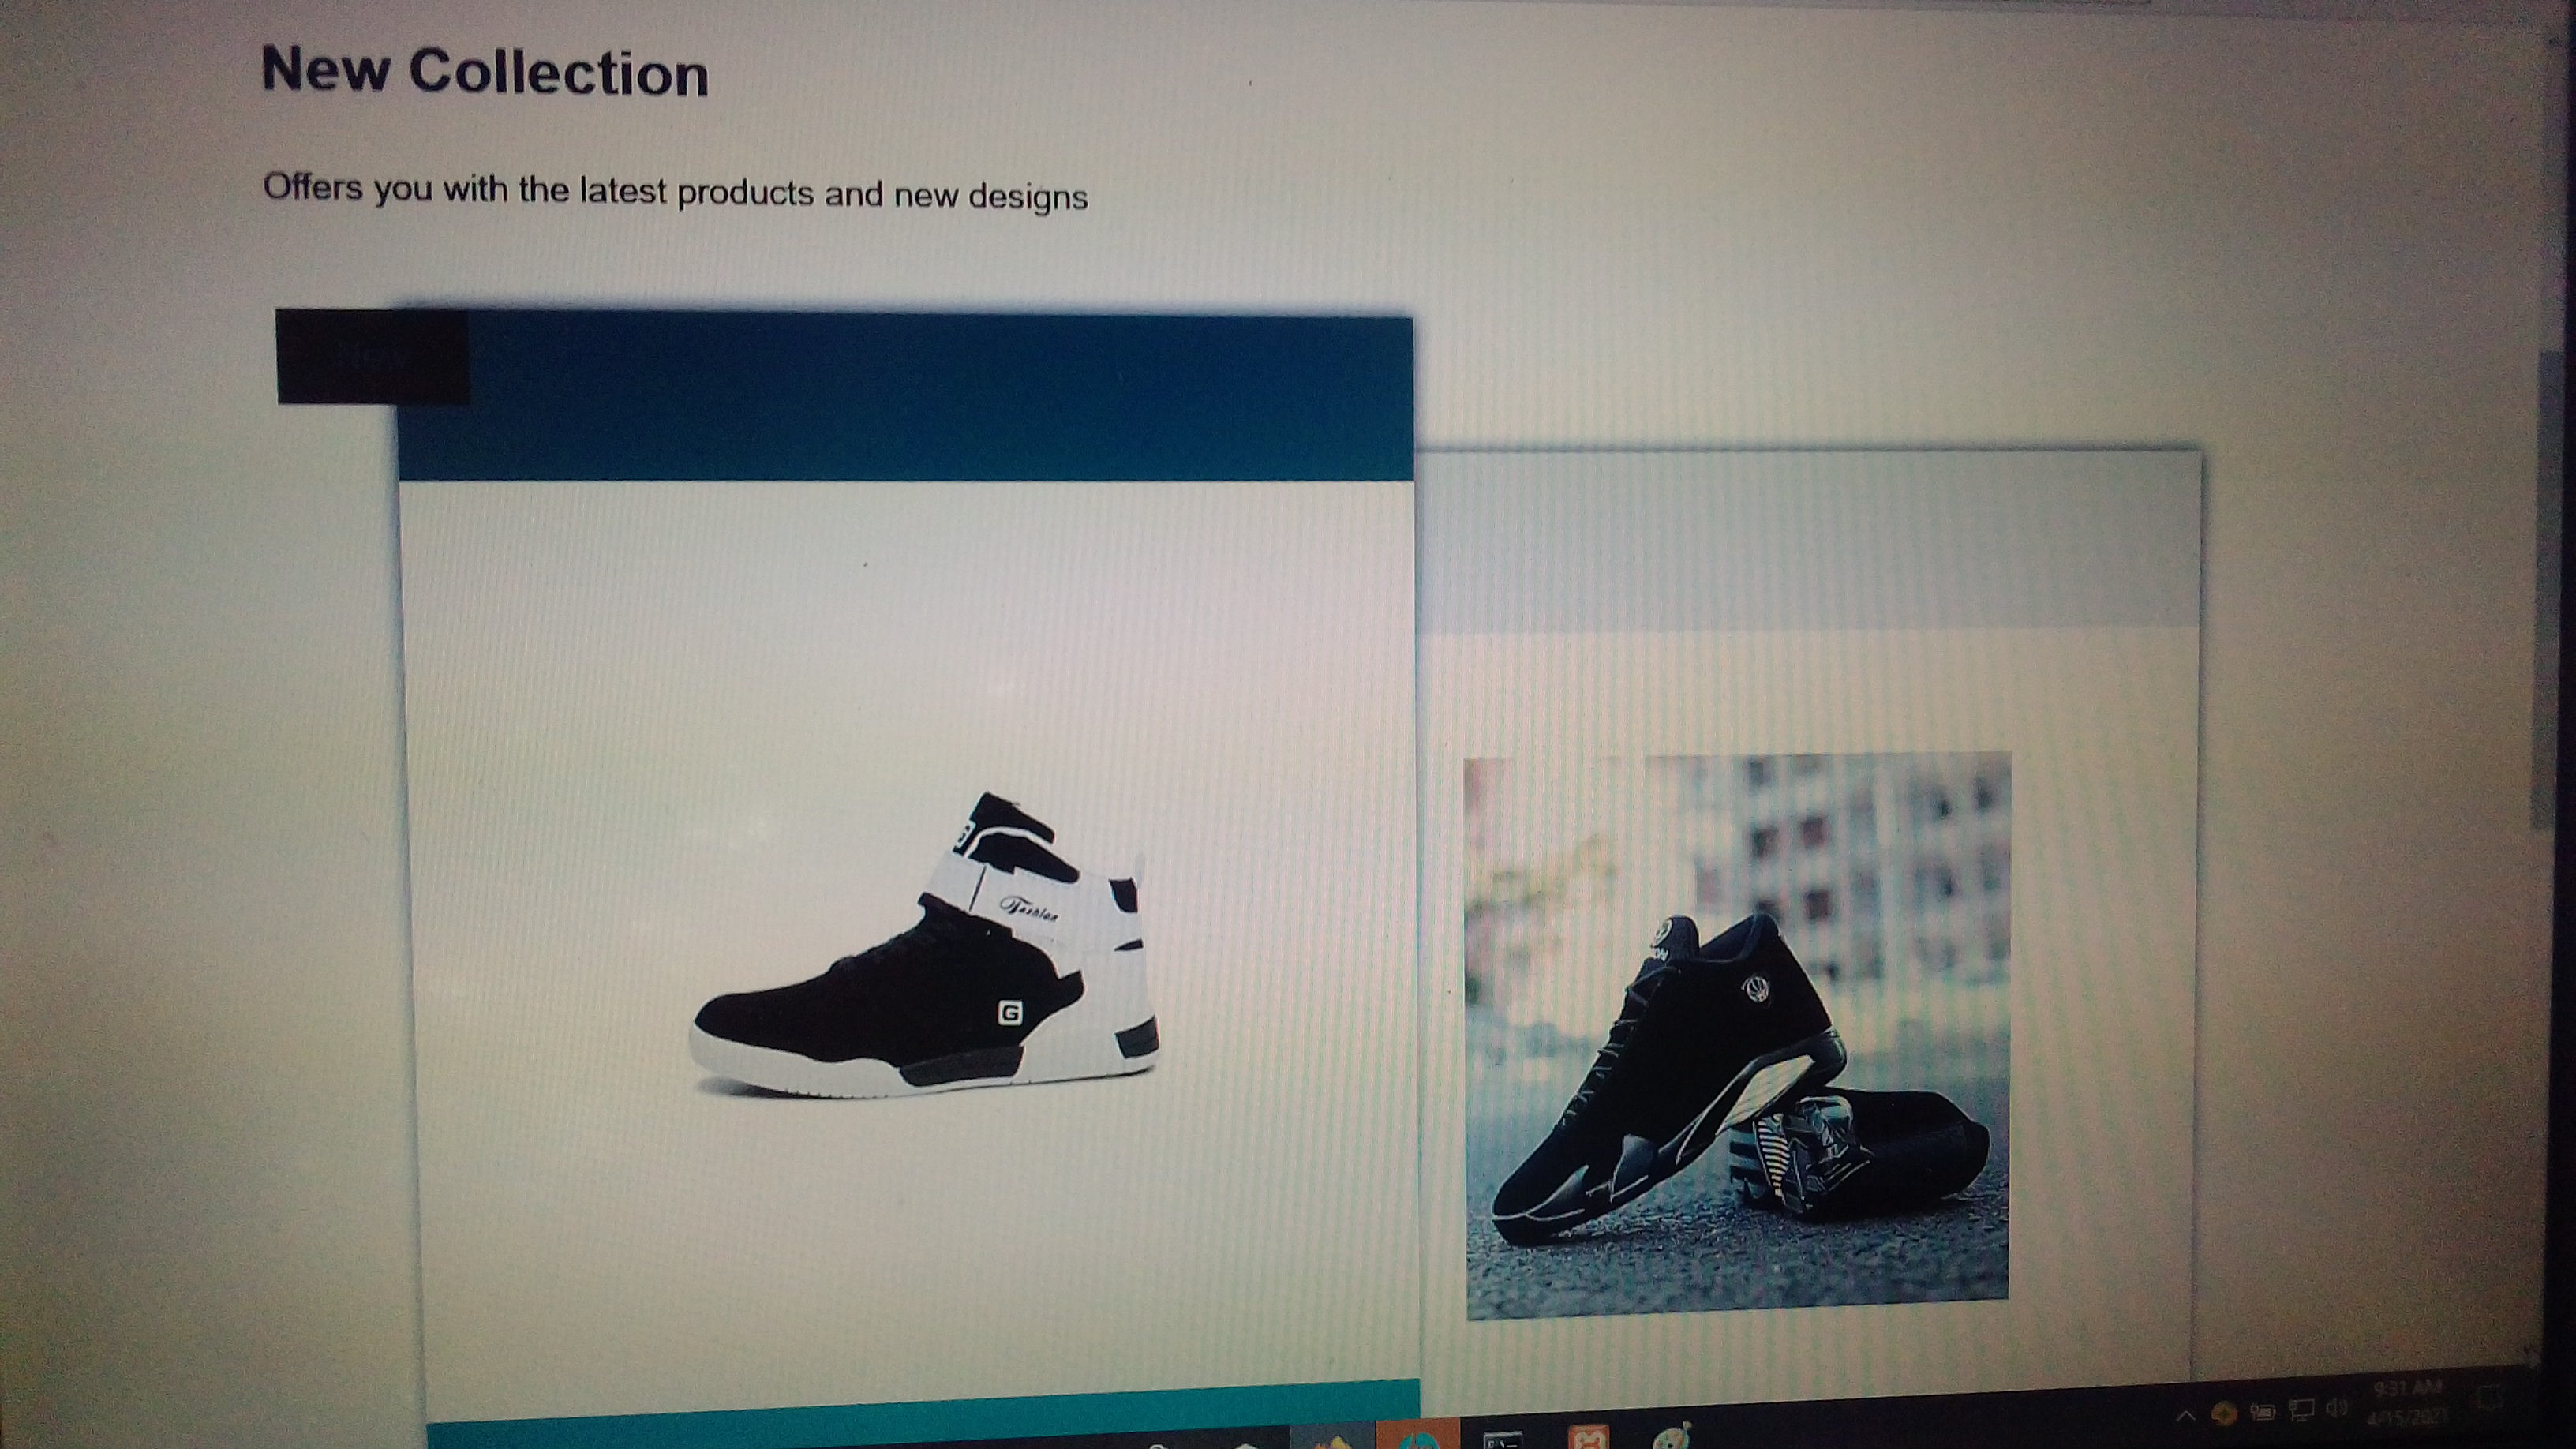 New Collection
Offers you with the latest products and new designs
New
Fashion
G
9:31 AM
4/15/2021